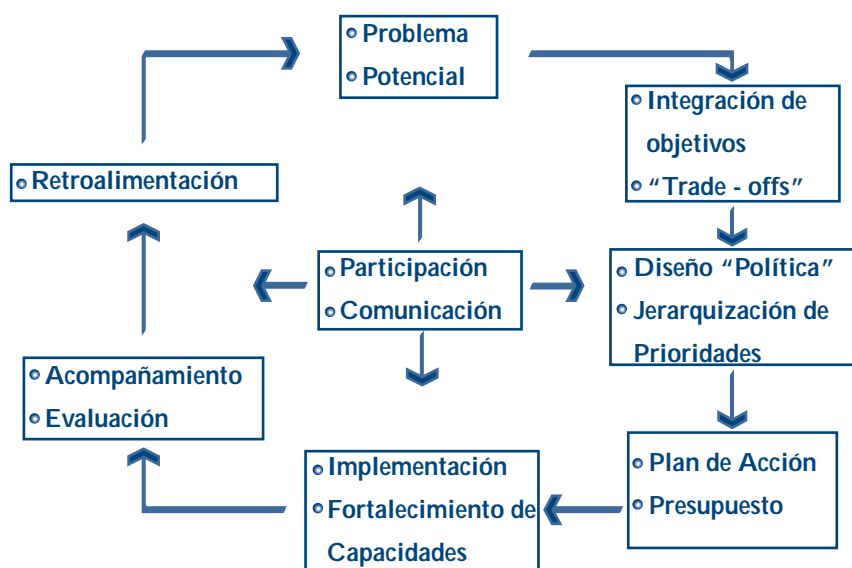 Problema
Potencial
Integración de
objetivos
“Trade - offs”
Diseño “Política”
Jerarquización de
Prioridades
Plan de Acción
Presupuesto
Implementación
Fortalecimiento de
Capacidades
Acompañamiento
Evaluación
Retroalimentación
Participación
Comunicación